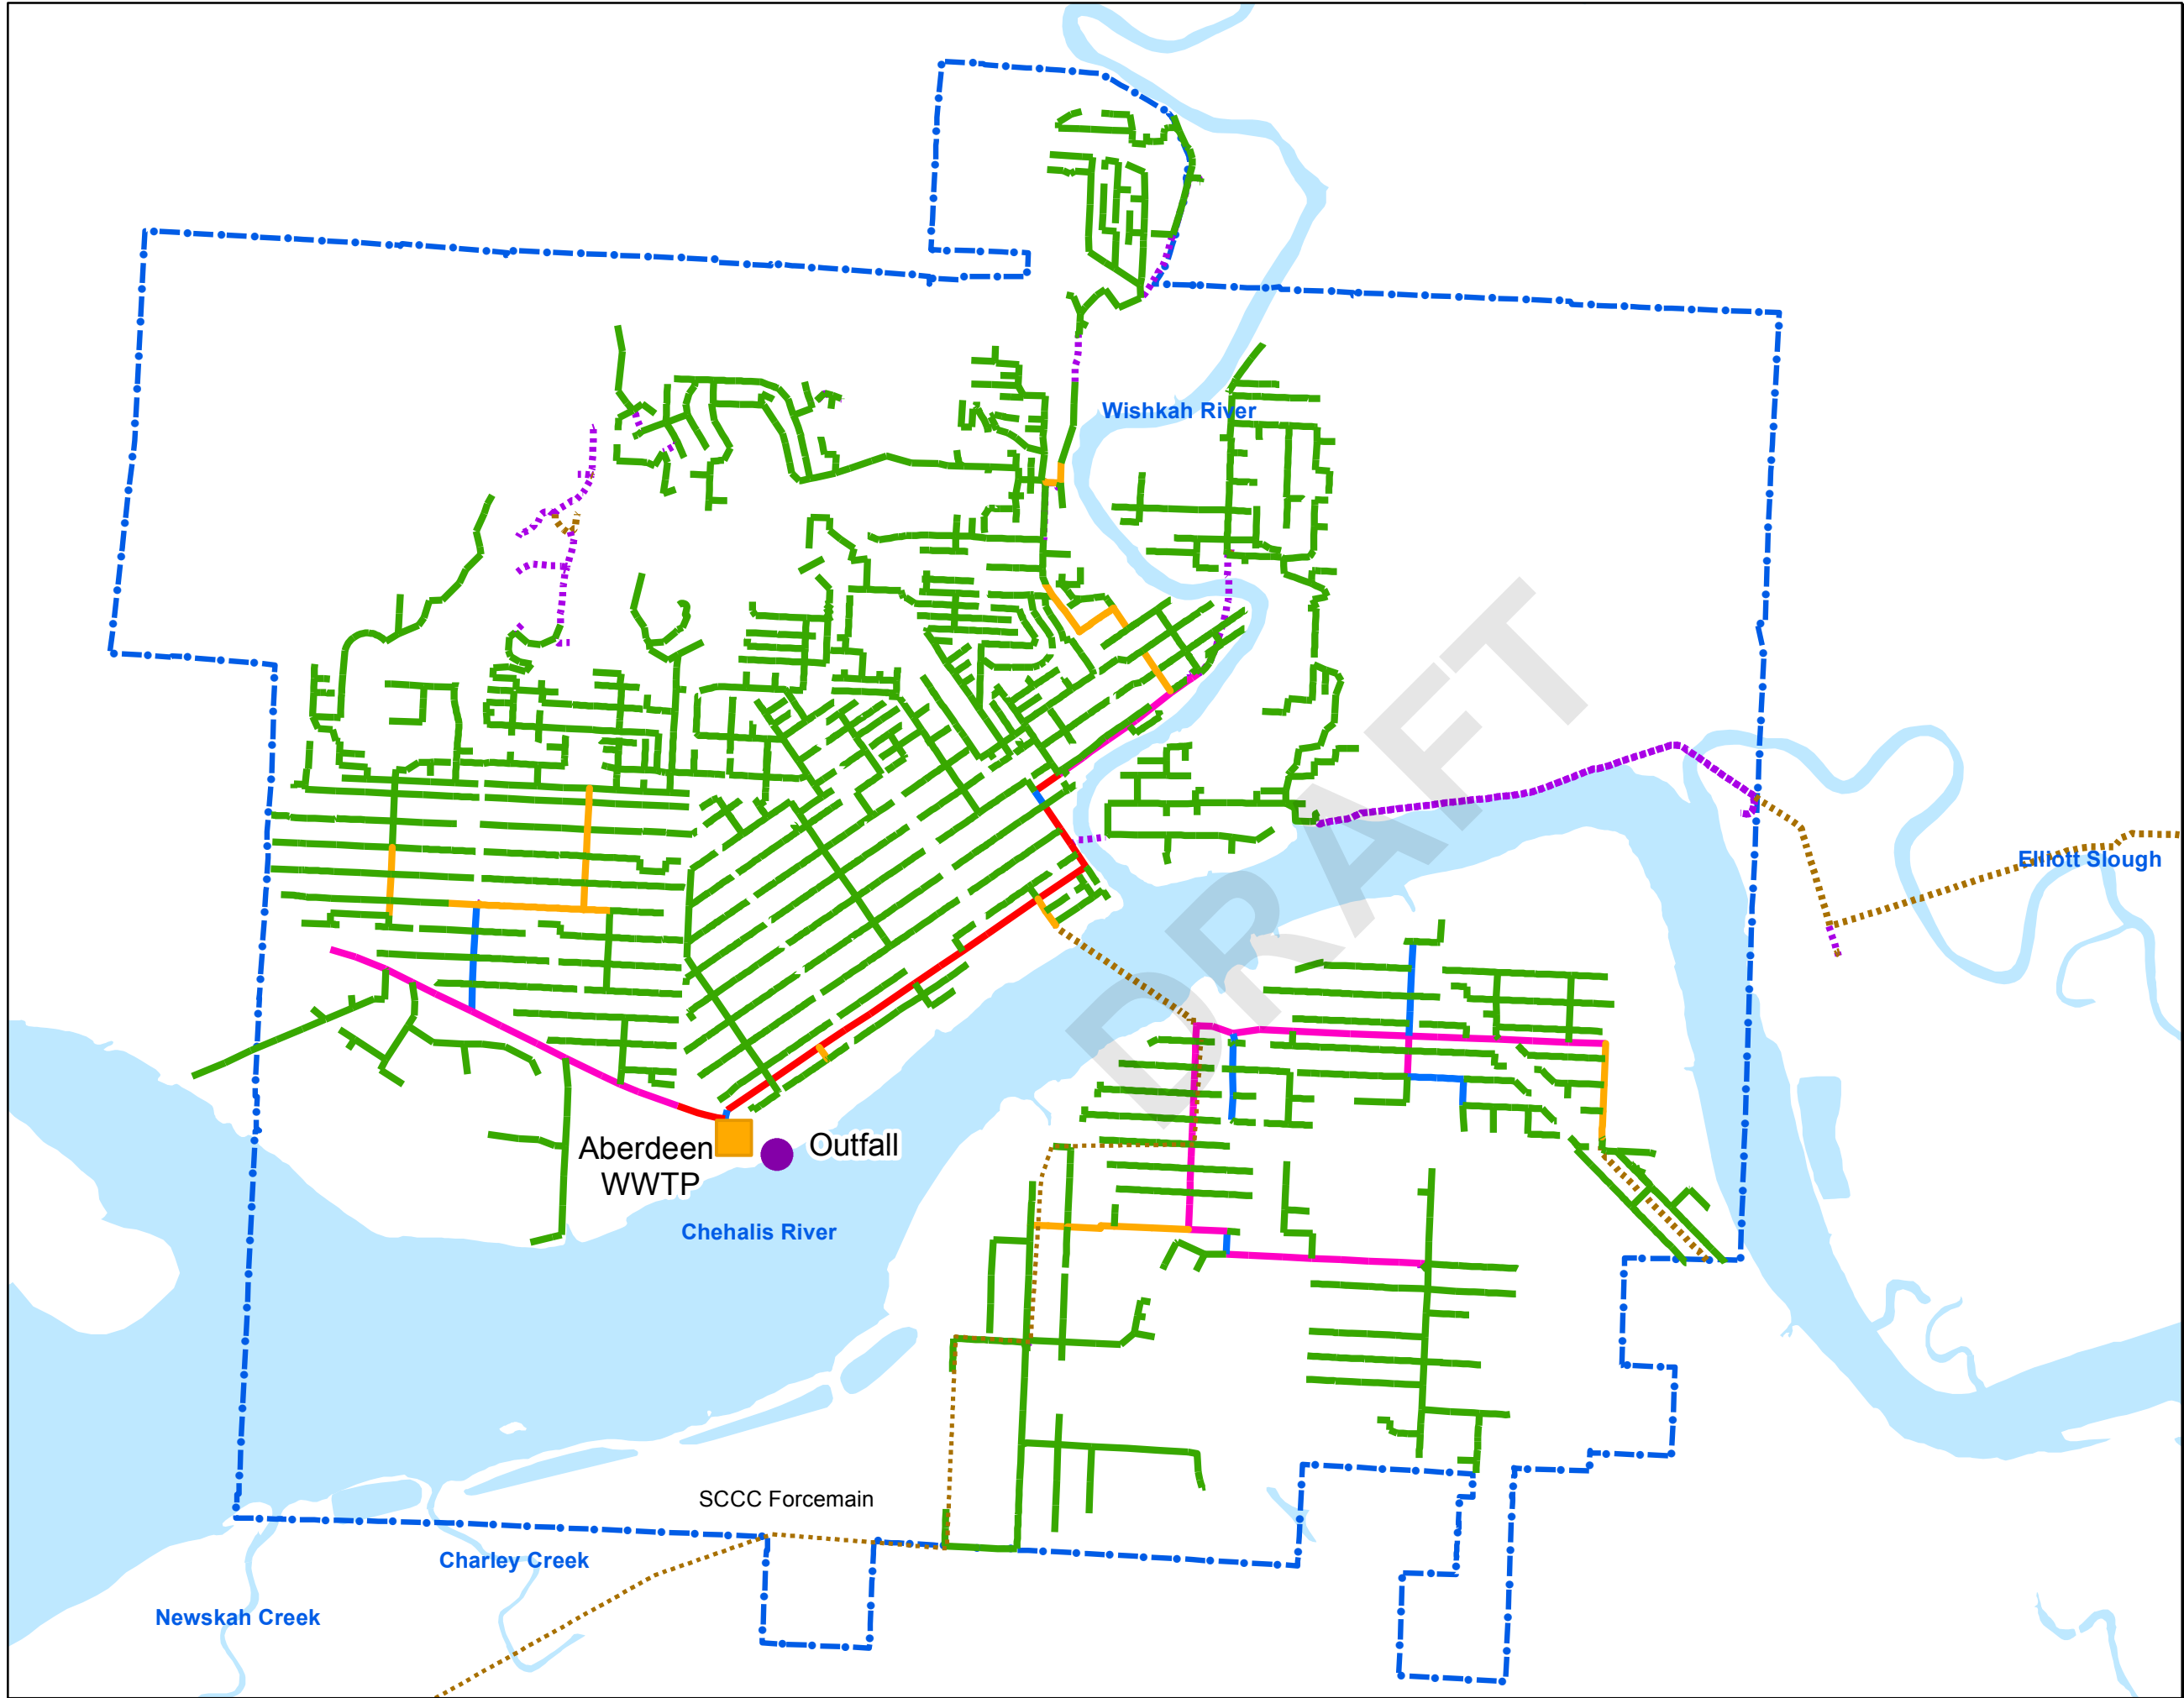 Wishkah River
Elliott Slough
DRAFT
Aberdeen
WWTP
Outfall
Chehalis River
SCCC Forcemain
Charley Creek
Newskah Creek